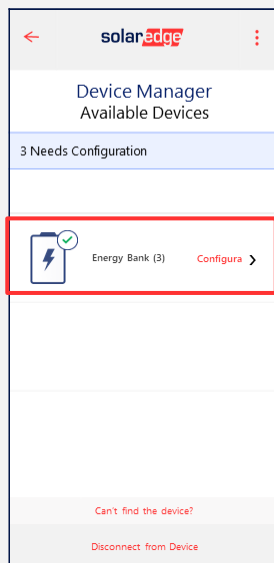 solaredge
Device Manager
Available Devices
3 Needs Configuration
Energy Bank (3) Configura
Can't find the device?
Disconnect from Device